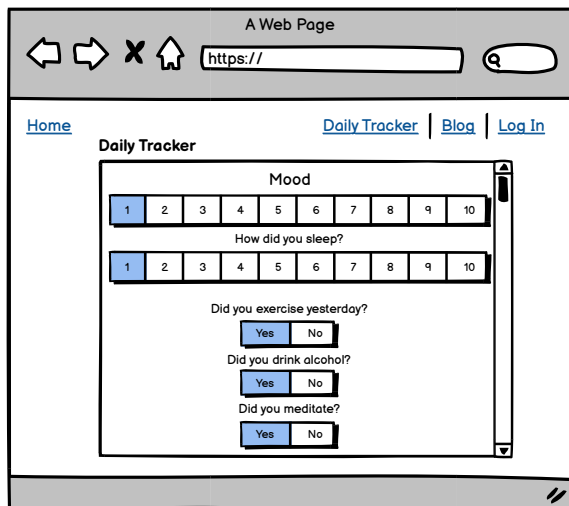 A Web Page
https://
Home Daily Tracker Blog Log In
Daily Tracker
Mood
1 2 3 4 5 6 7 8 9 10
How did you sleep?
1 2 3 4 5 6 7 8 9 10
Did you exercise yesterday?
Yes No
Did you drink alcohol?
Yes No
Did you meditate?
Yes No